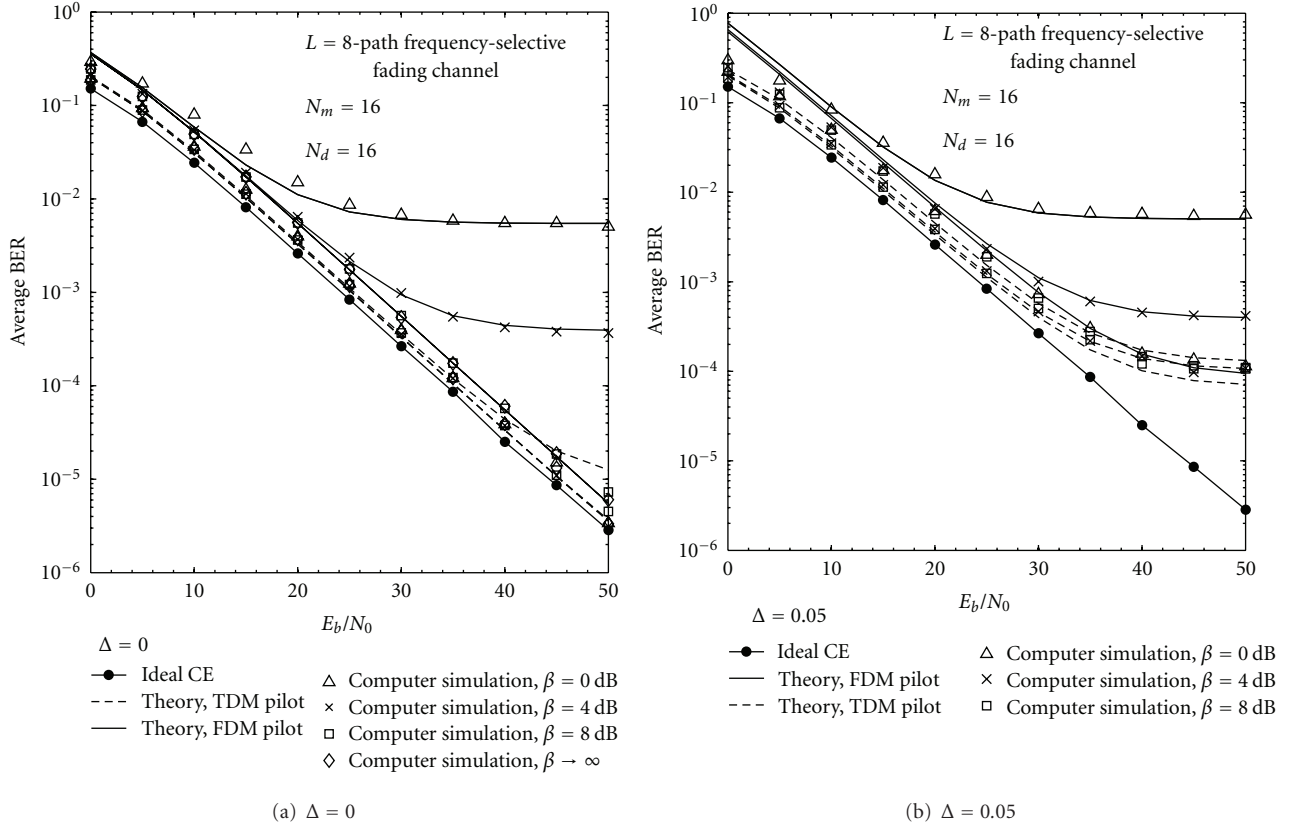 10⁰
10⁻¹
10⁻²
10⁻³
10⁻⁴
10⁻⁵
10⁻⁶
Average BER
L = 8-path frequency-selective
fading channel
N_m = 16
N_d = 16
0 10 20 30 40 50
E_b/N_0
Δ = 0
Ideal CE
Theory, TDM pilot
Theory, FDM pilot
Computer simulation, β = 0 dB
Computer simulation, β = 4 dB
Computer simulation, β = 8 dB
Computer simulation, β → ∞
(a) Δ = 0
10⁰
10⁻¹
10⁻²
10⁻³
10⁻⁴
10⁻⁵
10⁻⁶
Average BER
L = 8-path frequency-selective
fading channel
N_m = 16
N_d = 16
0 10 20 30 40 50
E_b/N_0
Δ = 0.05
Ideal CE
Theory, FDM pilot
Theory, TDM pilot
Computer simulation, β = 0 dB
Computer simulation, β = 4 dB
Computer simulation, β = 8 dB
(b) Δ = 0.05